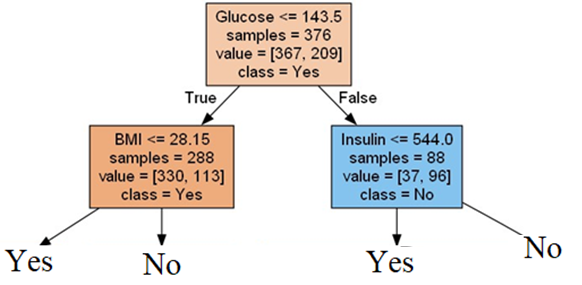 Glucose <= 143.5
samples = 376
value = [367, 209]
class = Yes
True
False
BMI <= 28.15
samples = 288
value = [330, 113]
class = Yes
Insulin <= 544.0
samples = 88
value = [37, 96]
class = No
Yes
No
Yes
No